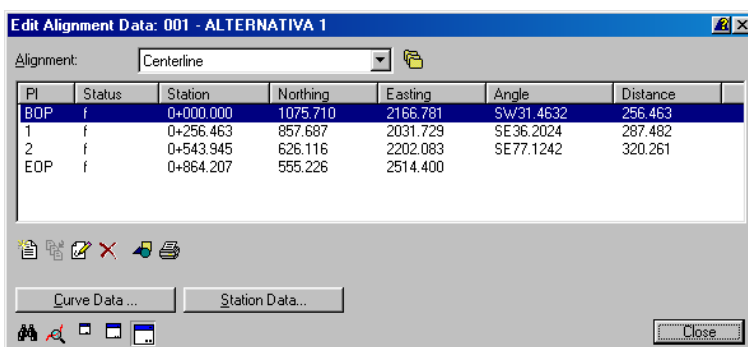 Edit Alignment Data: 001 - ALTERNATIVA 1
Alignment: Centerline
PI Status Station Northing Easting Angle Distance
BOP f 0+000.000 1075.710 2166.781 SW31.4632 256.463
1 f 0+256.463 857.687 2031.729 SE36.2024 287.482
2 f 0+543.945 626.116 2202.083 SE77.1242 320.261
EOP f 0+864.207 555.226 2514.400
Curve Data ... Station Data...
Close